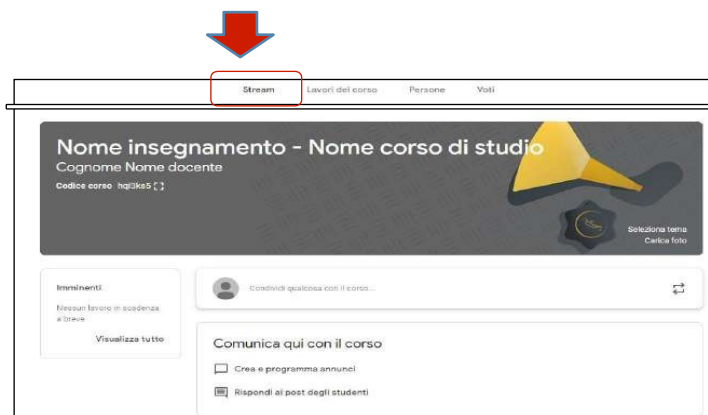 Stream Lavori del corso Persone Voti
Nome insegnamento - Nome corso di studio
Cognome Nome docente
Codice corso hql3ks5
Seleziona tema
Carica foto
Imminenti
Nessun lavoro in scadenza
a breve
Visualizza tutto
Condividi qualcosa con il corso...
Comunica qui con il corso
Crea e programma annunci
Rispondi ai post degli studenti